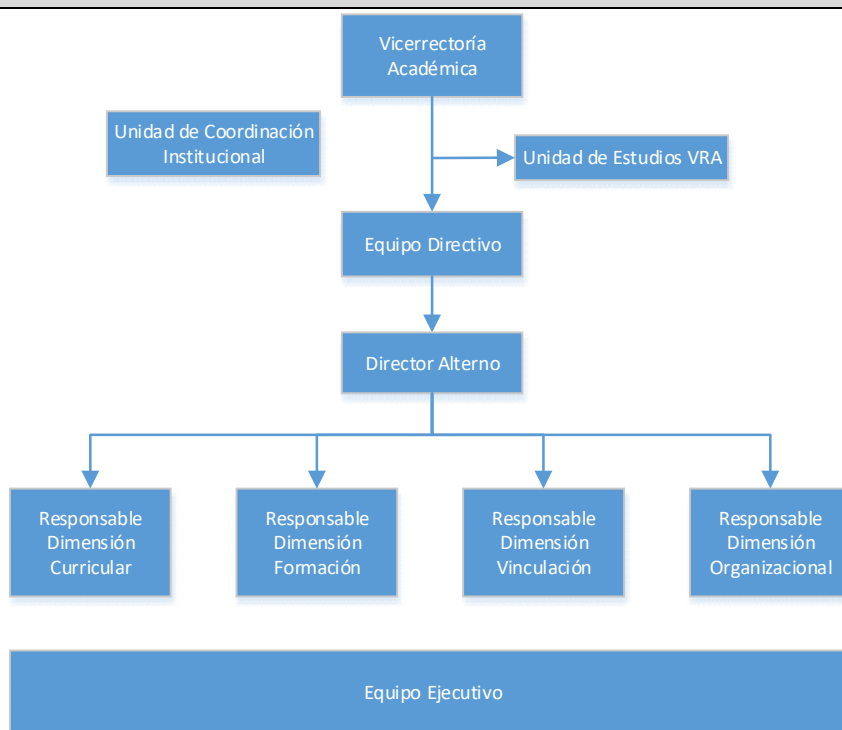 Vicerrectoría
Académica
Unidad de Coordinación
Institucional
Unidad de Estudios VRA
Equipo Directivo
Director Alterno
Responsable
Dimensión
Curricular
Responsable
Dimensión
Formación
Responsable
Dimensión
Vinculación
Responsable
Dimensión
Organizacional
Equipo Ejecutivo